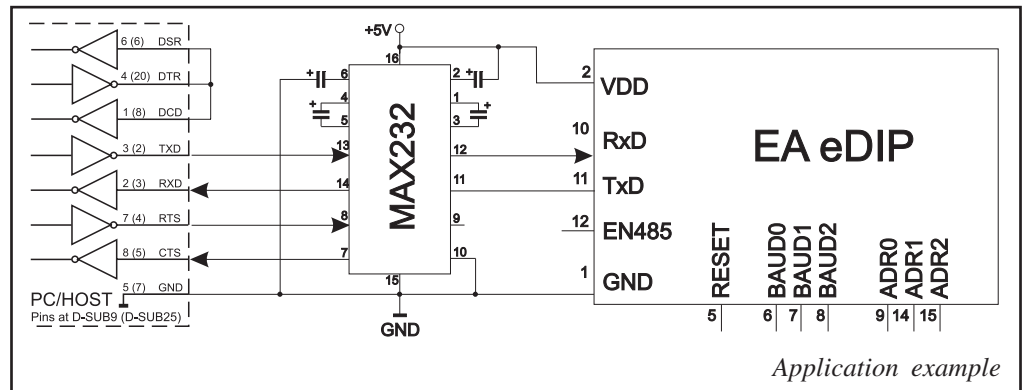 +5V
6 (6) DSR
4 (20) DTR
1 (8) DCD
3 (2) TXD
2 (3) RXD
7 (4) RTS
8 (5) CTS
5 (7) GND
PC/HOST
Pins at D-SUB9 (D-SUB25)
16
+ 6
2 +
+ 4
1 +
5
3
13
12
14
11
8
9
7
10
15
MAX232
GND
2 VDD
10 RxD
11 TxD
12 EN485
1 GND
EA eDIP
RESET
BAUD0
BAUD1
BAUD2
ADR0
ADR1
ADR2
5
6
7
8
9
14
15
Application example